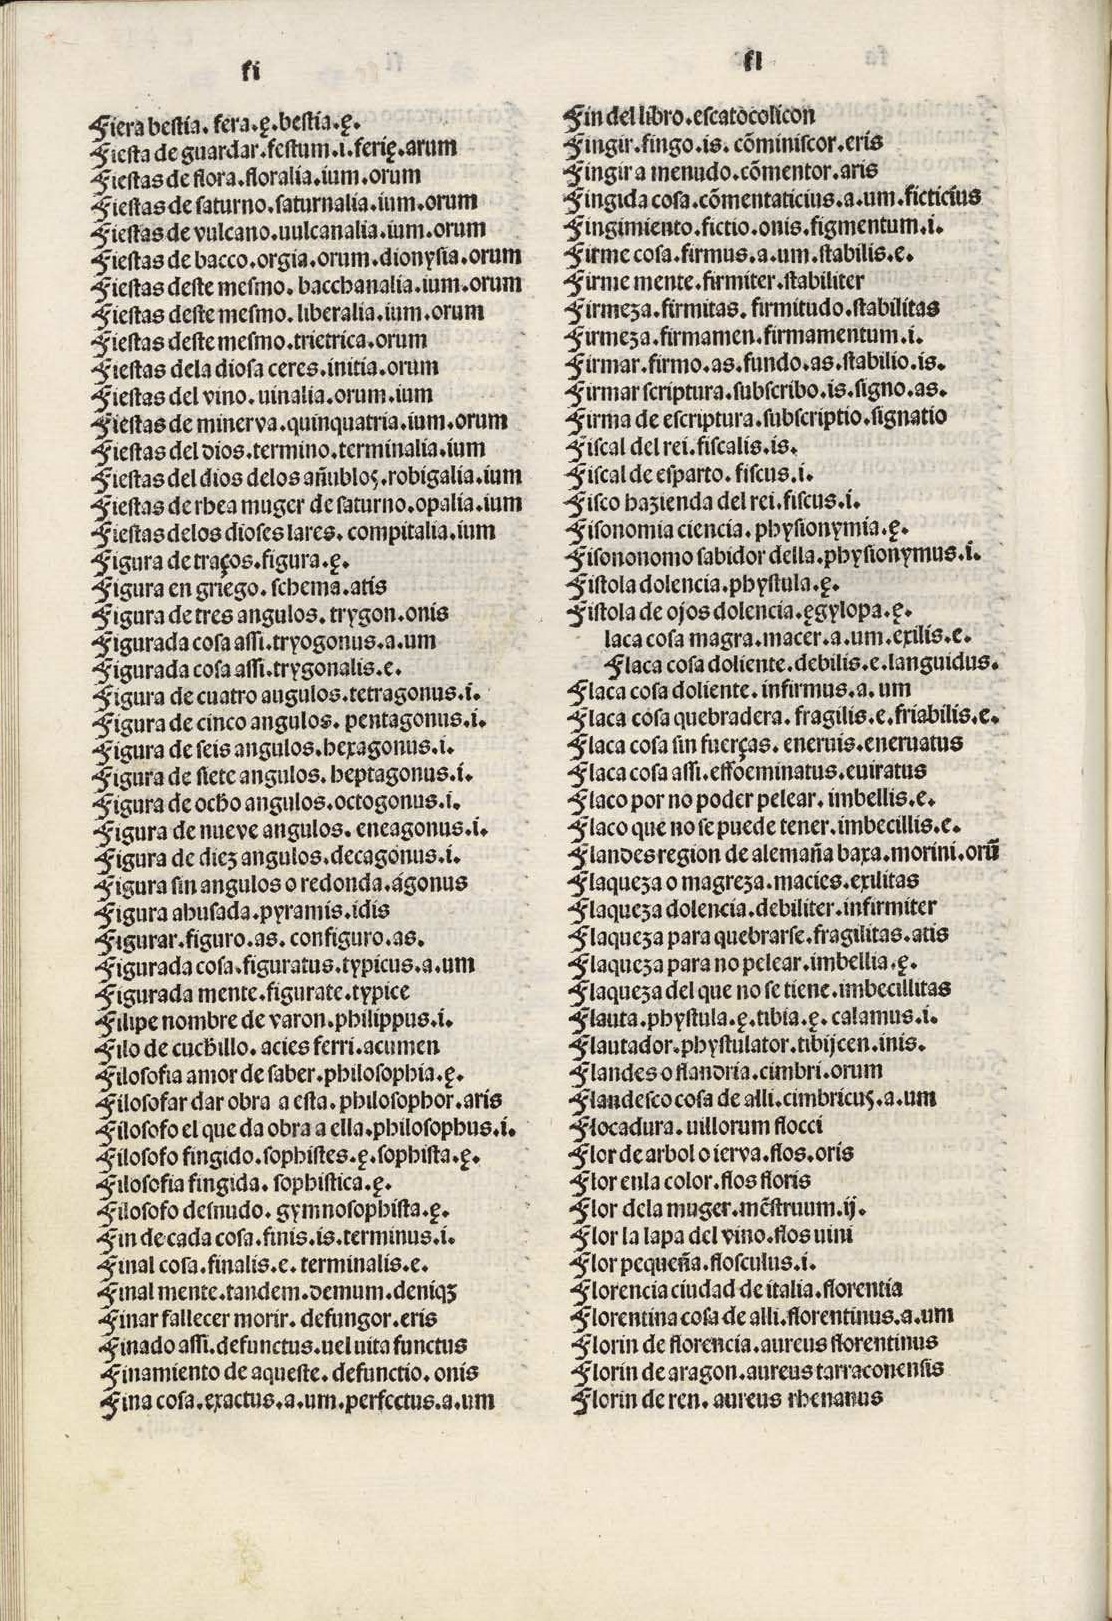 fi
Fiera bestia. fera.ę.bestia.ę.
Fiesta de guardar.festum.i.ferię.arum
Fiestas de flora.floralia.ium.orum
Fiestas de saturno.saturnalia.ium.orum
Fiestas de vulcano.uulcanalia.ium.orum
Fiestas de bacco.orgia.orum.dionysia.orum
Fiestas deste mesmo.bacchanalia.ium.orum
Fiestas deste mesmo.liberalia.ium.orum
Fiestas deste mesmo.trietrica.orum
Fiestas dela diosa ceres.initia.orum
Fiestas del vino.uinalia.orum.ium
Fiestas de minerva.quinquatria.ium.orum
Fiestas del dios.termino.terminalia.ium
Fiestas del dios delos añublos.robigalia.ium
Fiestas de rhea muger de saturno.opalia.ium
Fiestas delos dioses lares.compitalia.ium
Figura de traços.figura.ę.
Figura en griego.schema.atis
Figura de tres angulos.trygon.onis
Figurada cosa assi.tryogonus.a.um
Figurada cosa assi.trygonalis.e.
Figura de cuatro angulos.tetragonus.i.
Figura de cinco angulos.pentagonus.i.
Figura de seis angulos.hexagonus.i.
Figura de siete angulos.heptagonus.i.
Figura de ocho angulos.octogonus.i.
Figura de nueve angulos.eneagonus.i.
Figura de diez angulos.decagonus.i.
Figura sin angulos o redonda.agonus
Figura ahusada.pyramis.idis
Figurar.figuro.as.configuro.as.
Figurada cosa.figuratus.typicus.a.um
Figurada mente.figurate.typice
Filipe nombre de varon.philippus.i.
Filo de cuchillo.acies ferri.acumen
Filosofia amor de saber.philosophia.ę.
Filosofar dar obra a esta.philosophor.aris
Filosofo el que da obra a ella.philosophus.i.
Filosofo fingido.sophistes.ę.sophista.ę.
Filosofia fingida.sophistica.ę.
Filosofo desnudo.gymnosophista.ę.
Fin de cada cosa.finis.is.terminus.i.
Final cosa.finalis.e.terminalis.e.
Final mente.tandem.demum.deniqꝫ
Finar fallecer morir.defungor.eris
Finado assi.defunctus.uel uita functus
Finamiento de aqueste.defunctio.onis
Fina cosa.exactus.a.um.perfectus.a.um
fl
Fin del libro.escatocolicon
Fingir.fingo.is.cōminiscor.eris
Fingir a menudo.cōmentor.aris
Fingida cosa.cōmentaticius.a.um.ficticius
Fingimiento.fictio.onis.figmentum.i.
Firme cosa.firmus.a.um.stabilis.e.
Firme mente.firmiter.stabiliter
Firmeza.firmitas.firmitudo.stabilitas
Firmeza.firmamen.firmamentum.i.
Firmar.firmo.as.fundo.as.stabilio.is.
Firmar scriptura.subscribo.is.signo.as.
Firma de escriptura.subscriptio.signatio
Fiscal del rei.fiscalis.is.
Fiscal de esparto.fiscus.i.
Fisco hazienda del rei.fiscus.i.
Fisonomia ciencia.physionymia.ę.
Fisononomo sabidor della.physionymus.i.
Fistola dolencia.phystula.ę.
Fistola de ojos dolencia.ęgylopa.ę.
laca cosa magra.macer.a.um.exilis.e.
Flaca cosa doliente.debilis.e.languidus.
Flaca cosa doliente.infirmus.a.um
Flaca cosa quebradera.fragilis.e.friabilis.e.
Flaca cosa sin fuerças.eneruis.eneruatus
Flaca cosa assi.effoeminatus.euiratus
Flaco por no poder pelear.imbellis.e.
Flaco que no se puede tener.imbecillis.e.
Flandes region de alemaña baxa.morini.orū
Flaqueza o magreza.macies.exilitas
Flaqueza dolencia.debiliter.infirmiter
Flaqueza para quebrarse.fragilitas.atis
Flaqueza para no pelear.imbellia.ę.
Flaqueza del que no se tiene.imbecillitas
Flauta.phystula.ę.tibia.ę.calamus.i.
Flautador.phystulator.tibijcen.inis.
Flandes o flandria.cimbri.orum
Flandesco cosa de alli.cimbricus.a.um
Flocadura.uillorum flocci
Flor de arbol o ierva.flos.oris
Flor enla color.flos floris
Flor dela muger.mēstruum.ij.
Flor la lapa del vino.flos uini
Flor pequeña.flosculus.i.
Florencia ciudad de italia.florentia
Florentina cosa de alli.florentinus.a.um
Florin de florencia.aureus florentinus
Florin de aragon.aureus tarraconensis
Florin de ren.aureus rhenanus